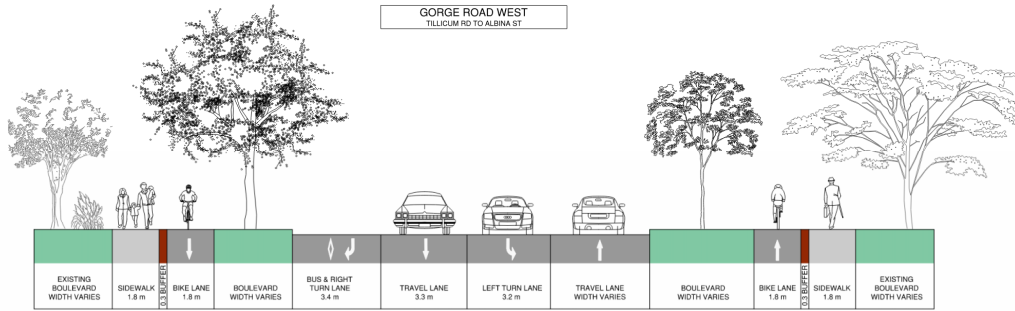 GORGE ROAD WEST
TILLICUM RD TO ALBINA ST
EXISTING
BOULEVARD
WIDTH VARIES
SIDEWALK
1.8 m
0.3 BUFFER
BIKE LANE
1.8 m
BOULEVARD
WIDTH VARIES
BUS & RIGHT
TURN LANE
3.4 m
TRAVEL LANE
3.3 m
LEFT TURN LANE
3.2 m
TRAVEL LANE
WIDTH VARIES
BOULEVARD
WIDTH VARIES
BIKE LANE
1.8 m
0.3 BUFFER
SIDEWALK
1.8 m
EXISTING
BOULEVARD
WIDTH VARIES